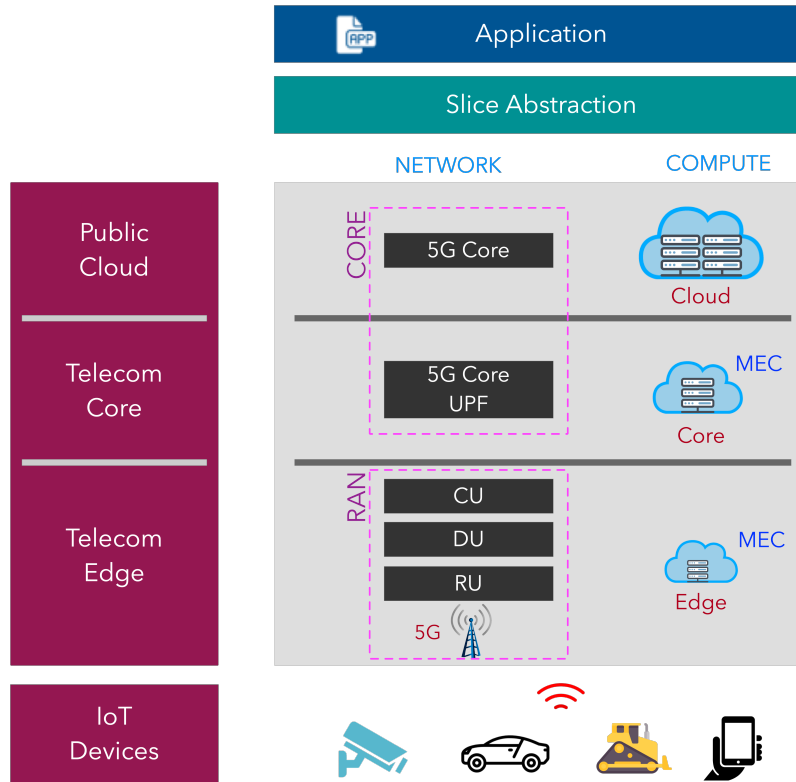 APP
Application
Slice Abstraction
NETWORK
COMPUTE
Public
Cloud
CORE
5G Core
Cloud
Telecom
Core
5G Core
UPF
MEC
Core
Telecom
Edge
RAN
CU
DU
RU
5G
MEC
Edge
IoT
Devices